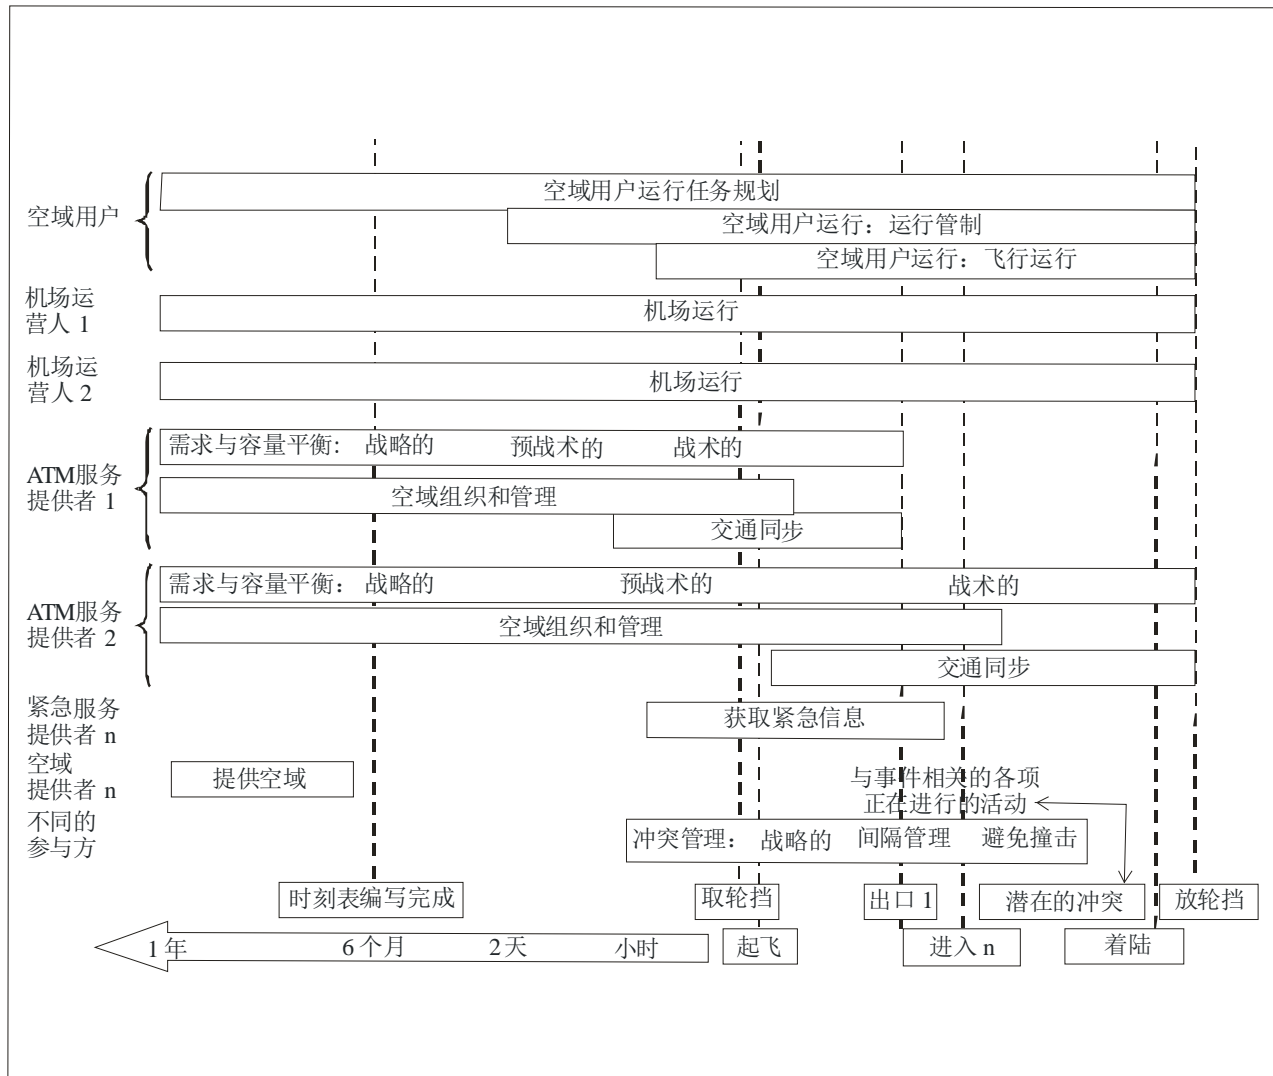 空域用户
空域用户运行任务规划
空域用户运行：运行管制
空域用户运行：飞行运行
机场运
营人 1
机场运行
机场运
营人 2
机场运行
ATM服务
提供者 1
需求与容量平衡: 战略的 预战术的 战术的
空域组织和管理
交通同步
ATM服务
提供者 2
需求与容量平衡： 战略的 预战术的 战术的
空域组织和管理
交通同步
紧急服务
提供者 n
获取紧急信息
空域
提供者 n
提供空域
与事件相关的各项
正在进行的活动
不同的
参与方
冲突管理： 战略的 间隔管理 避免撞击
时刻表编写完成 取轮挡 出口 1 潜在的冲突 放轮挡
1 年 6 个月 2 天 小时 起飞 进入 n 着陆